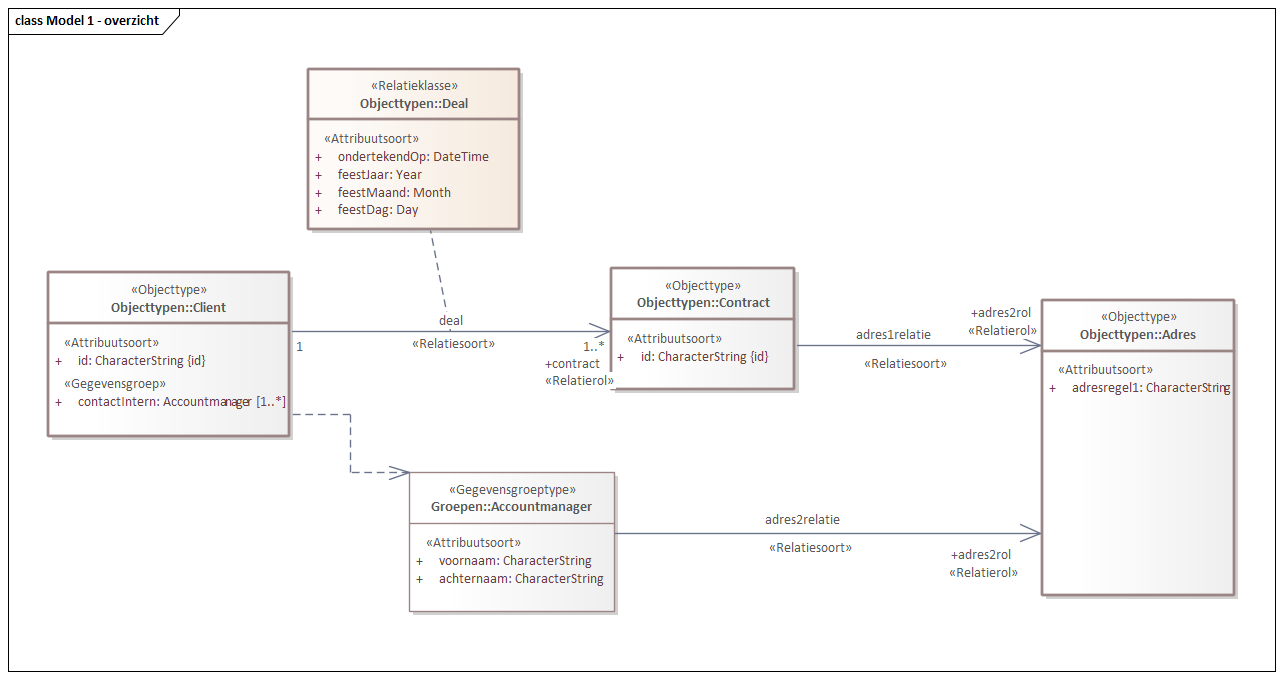 class Model 1 - overzicht
«Relatieklasse»
Objecttypen::Deal
«Attribuutsoort»
+ ondertekendOp: DateTime
+ feestJaar: Year
+ feestMaand: Month
+ feestDag: Day
«Objecttype»
Objecttypen::Client
«Attribuutsoort»
+ id: CharacterString {id}
«Gegevensgroep»
+ contactIntern: Accountmanager [1..*]
deal
«Relatiesoort»
1
1..*
+contract
«Relatierol»
«Objecttype»
Objecttypen::Contract
«Attribuutsoort»
+ id: CharacterString {id}
adres1relatie
«Relatiesoort»
+adres2rol
«Relatierol»
«Objecttype»
Objecttypen::Adres
«Attribuutsoort»
+ adresregel1: CharacterString
«Gegevensgroeptype»
Groepen::Accountmanager
«Attribuutsoort»
+ voornaam: CharacterString
+ achternaam: CharacterString
adres2relatie
«Relatiesoort»
+adres2rol
«Relatierol»